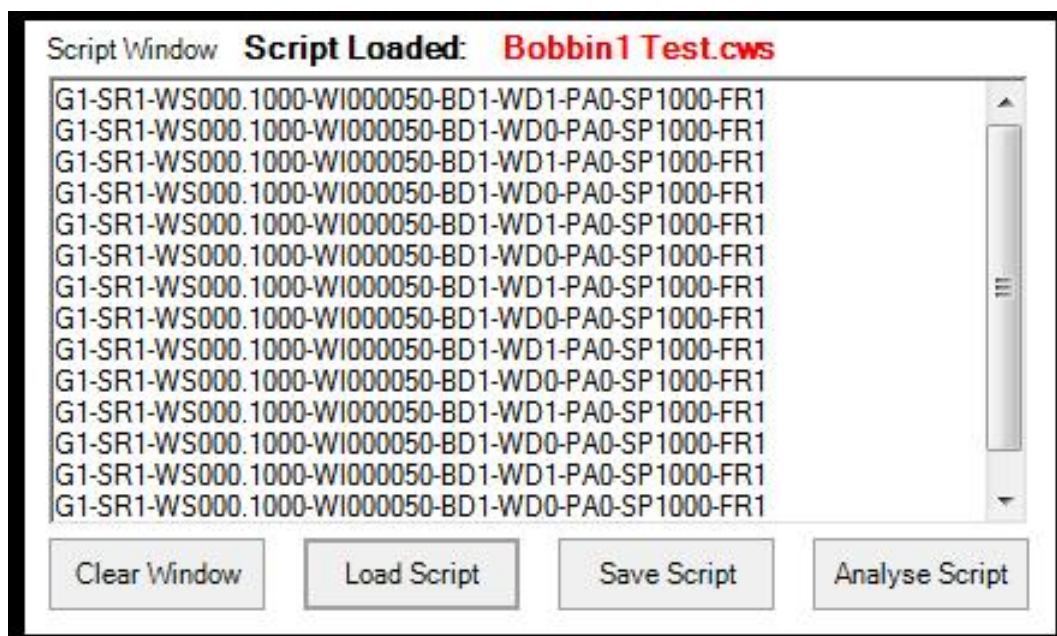 Script Window Script Loaded: Bobbin1 Test.cws
G1-SR1-WS000.1000-WI000050-BD1-WD1-PA0-SP1000-FR1
G1-SR1-WS000.1000-WI000050-BD1-WD0-PA0-SP1000-FR1
G1-SR1-WS000.1000-WI000050-BD1-WD1-PA0-SP1000-FR1
G1-SR1-WS000.1000-WI000050-BD1-WD0-PA0-SP1000-FR1
G1-SR1-WS000.1000-WI000050-BD1-WD1-PA0-SP1000-FR1
G1-SR1-WS000.1000-WI000050-BD1-WD0-PA0-SP1000-FR1
G1-SR1-WS000.1000-WI000050-BD1-WD1-PA0-SP1000-FR1
G1-SR1-WS000.1000-WI000050-BD1-WD0-PA0-SP1000-FR1
G1-SR1-WS000.1000-WI000050-BD1-WD1-PA0-SP1000-FR1
G1-SR1-WS000.1000-WI000050-BD1-WD0-PA0-SP1000-FR1
G1-SR1-WS000.1000-WI000050-BD1-WD1-PA0-SP1000-FR1
G1-SR1-WS000.1000-WI000050-BD1-WD0-PA0-SP1000-FR1
G1-SR1-WS000.1000-WI000050-BD1-WD1-PA0-SP1000-FR1
G1-SR1-WS000.1000-WI000050-BD1-WD0-PA0-SP1000-FR1
Clear Window Load Script Save Script Analyse Script